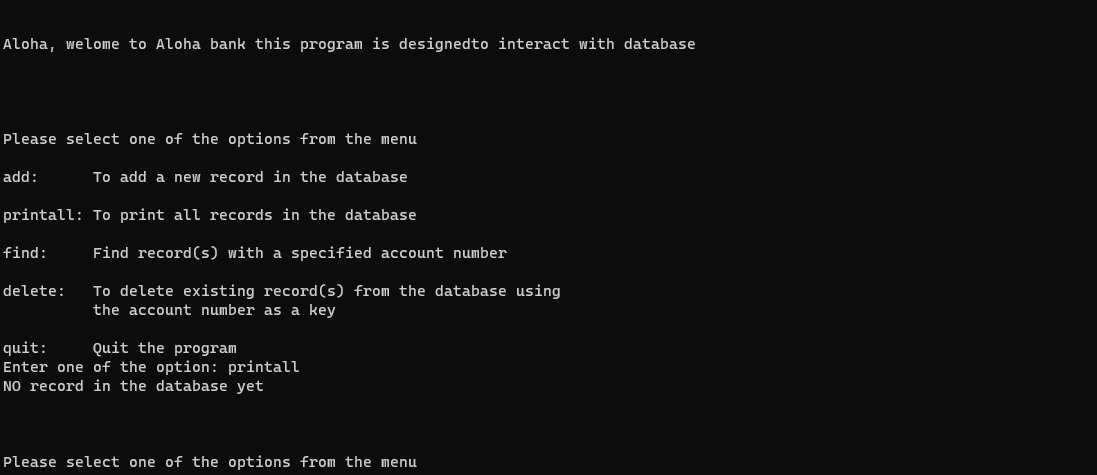 Aloha, welome to Aloha bank this program is designedto interact with database
Please select one of the options from the menu
add:      To add a new record in the database
printall: To print all records in the database
find:     Find record(s) with a specified account number
delete:   To delete existing record(s) from the database using
          the account number as a key
quit:     Quit the program
Enter one of the option: printall
NO record in the database yet
Please select one of the options from the menu